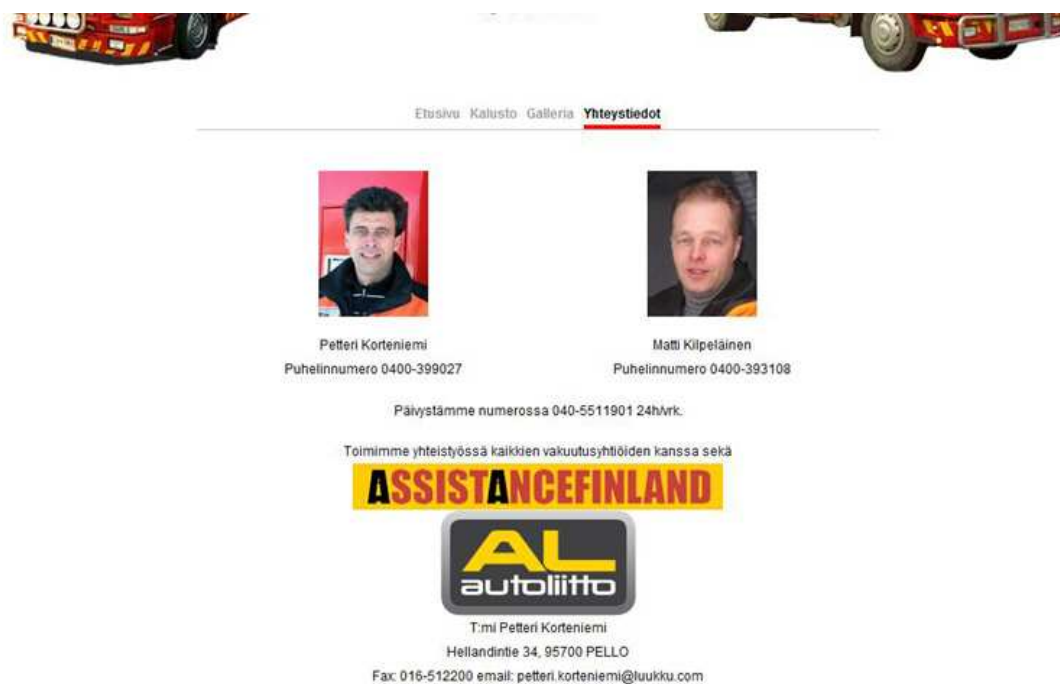 Etusivu Kalusto Galleria Yhteystiedot
Petteri Korteniemi
Puhelinnumero 0400-399027
Matti Kilpeläinen
Puhelinnumero 0400-393108
Päivystämme numerossa 040-5511901 24h/vrk.
Toimimme yhteistyössä kaikkien vakuutusyhtiöiden kanssa sekä
ASSISTANCEFINLAND
AL
autoliitto
T:mi Petteri Korteniemi
Hellandintie 34, 95700 PELLO
Fax: 016-512200 email: petteri.korteniemi@luukku.com